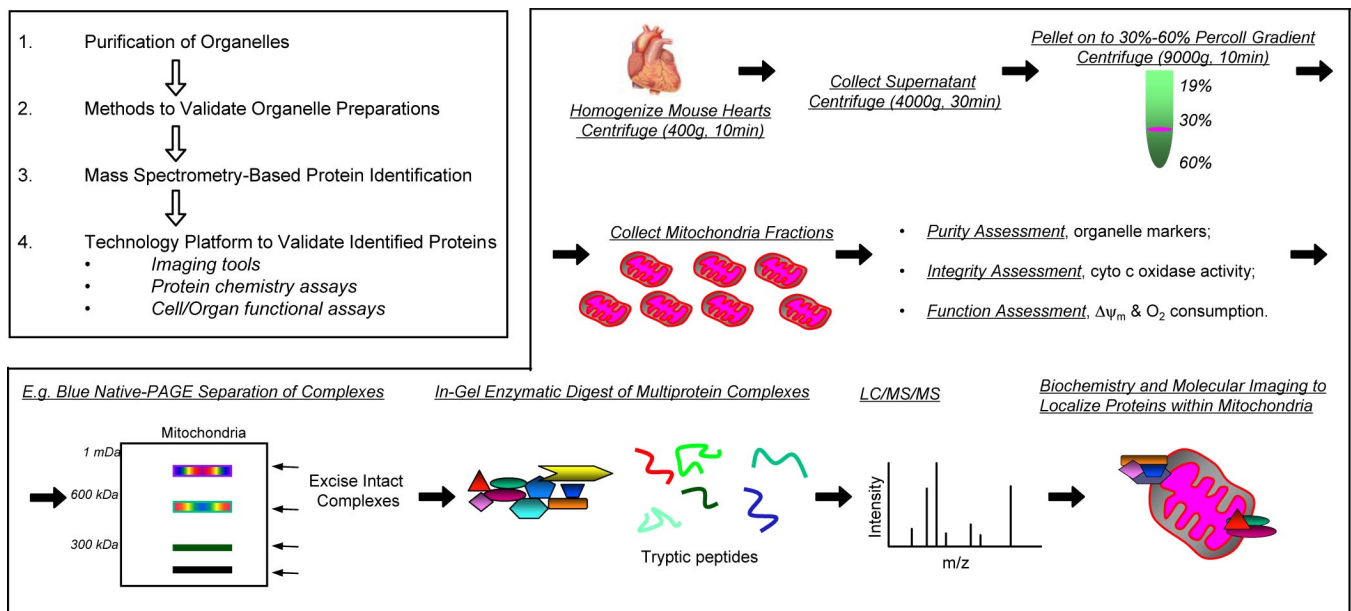 1. Purification of Organelles
2. Methods to Validate Organelle Preparations
3. Mass Spectrometry-Based Protein Identification
4. Technology Platform to Validate Identified Proteins
• Imaging tools
• Protein chemistry assays
• Cell/Organ functional assays
Homogenize Mouse Hearts
Centrifuge (400g, 10min)
Collect Supernatant
Centrifuge (4000g, 30min)
Pellet on to 30%-60% Percoll Gradient
Centrifuge (9000g, 10min)
19%
30%
60%
Collect Mitochondria Fractions
• Purity Assessment, organelle markers;
• Integrity Assessment, cyto c oxidase activity;
• Function Assessment, Δψm & O2 consumption.
E.g. Blue Native-PAGE Separation of Complexes
Mitochondria
1 mDa
600 kDa
300 kDa
Excise Intact
Complexes
In-Gel Enzymatic Digest of Multiprotein Complexes
Tryptic peptides
LC/MS/MS
Intensity
m/z
Biochemistry and Molecular Imaging to
Localize Proteins within Mitochondria